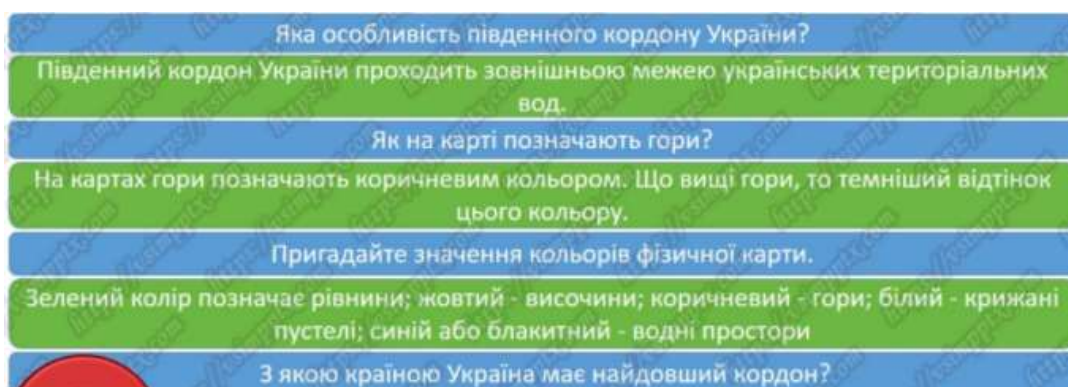 Яка особливість південного кордону України?
Південний кордон України проходить зовнішньою межею українських територіальних
вод.
Як на карті позначають гори?
На картах гори позначають коричневим кольором. Що вищі гори, то темніший відтінок
цього кольору.
Пригадайте значення кольорів фізичної карти.
Зелений колір позначає рівнини; жовтий - височини; коричневий - гори; білий - крижані
пустелі; синій або блакитний - водні простори
З якою країною Україна має найдовший кордон?